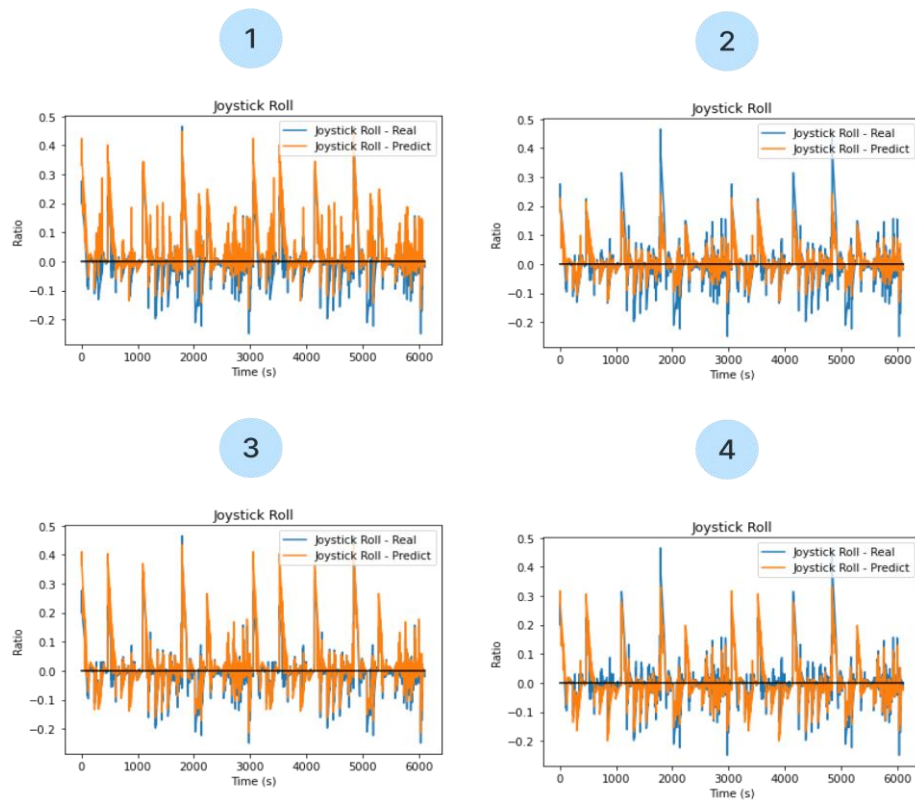 1
2
Joystick Roll
Joystick Roll - Real
Joystick Roll - Predict
Ratio
0.5
0.4
0.3
0.2
0.1
0.0
−0.1
−0.2
0 1000 2000 3000 4000 5000 6000
Time (s)
Joystick Roll
Joystick Roll - Real
Joystick Roll - Predict
Ratio
0.5
0.4
0.3
0.2
0.1
0.0
−0.1
−0.2
0 1000 2000 3000 4000 5000 6000
Time (s)
3
4
Joystick Roll
Joystick Roll - Real
Joystick Roll - Predict
Ratio
0.5
0.4
0.3
0.2
0.1
0.0
−0.1
−0.2
0 1000 2000 3000 4000 5000 6000
Time (s)
Joystick Roll
Joystick Roll - Real
Joystick Roll - Predict
Ratio
0.5
0.4
0.3
0.2
0.1
0.0
−0.1
−0.2
0 1000 2000 3000 4000 5000 6000
Time (s)